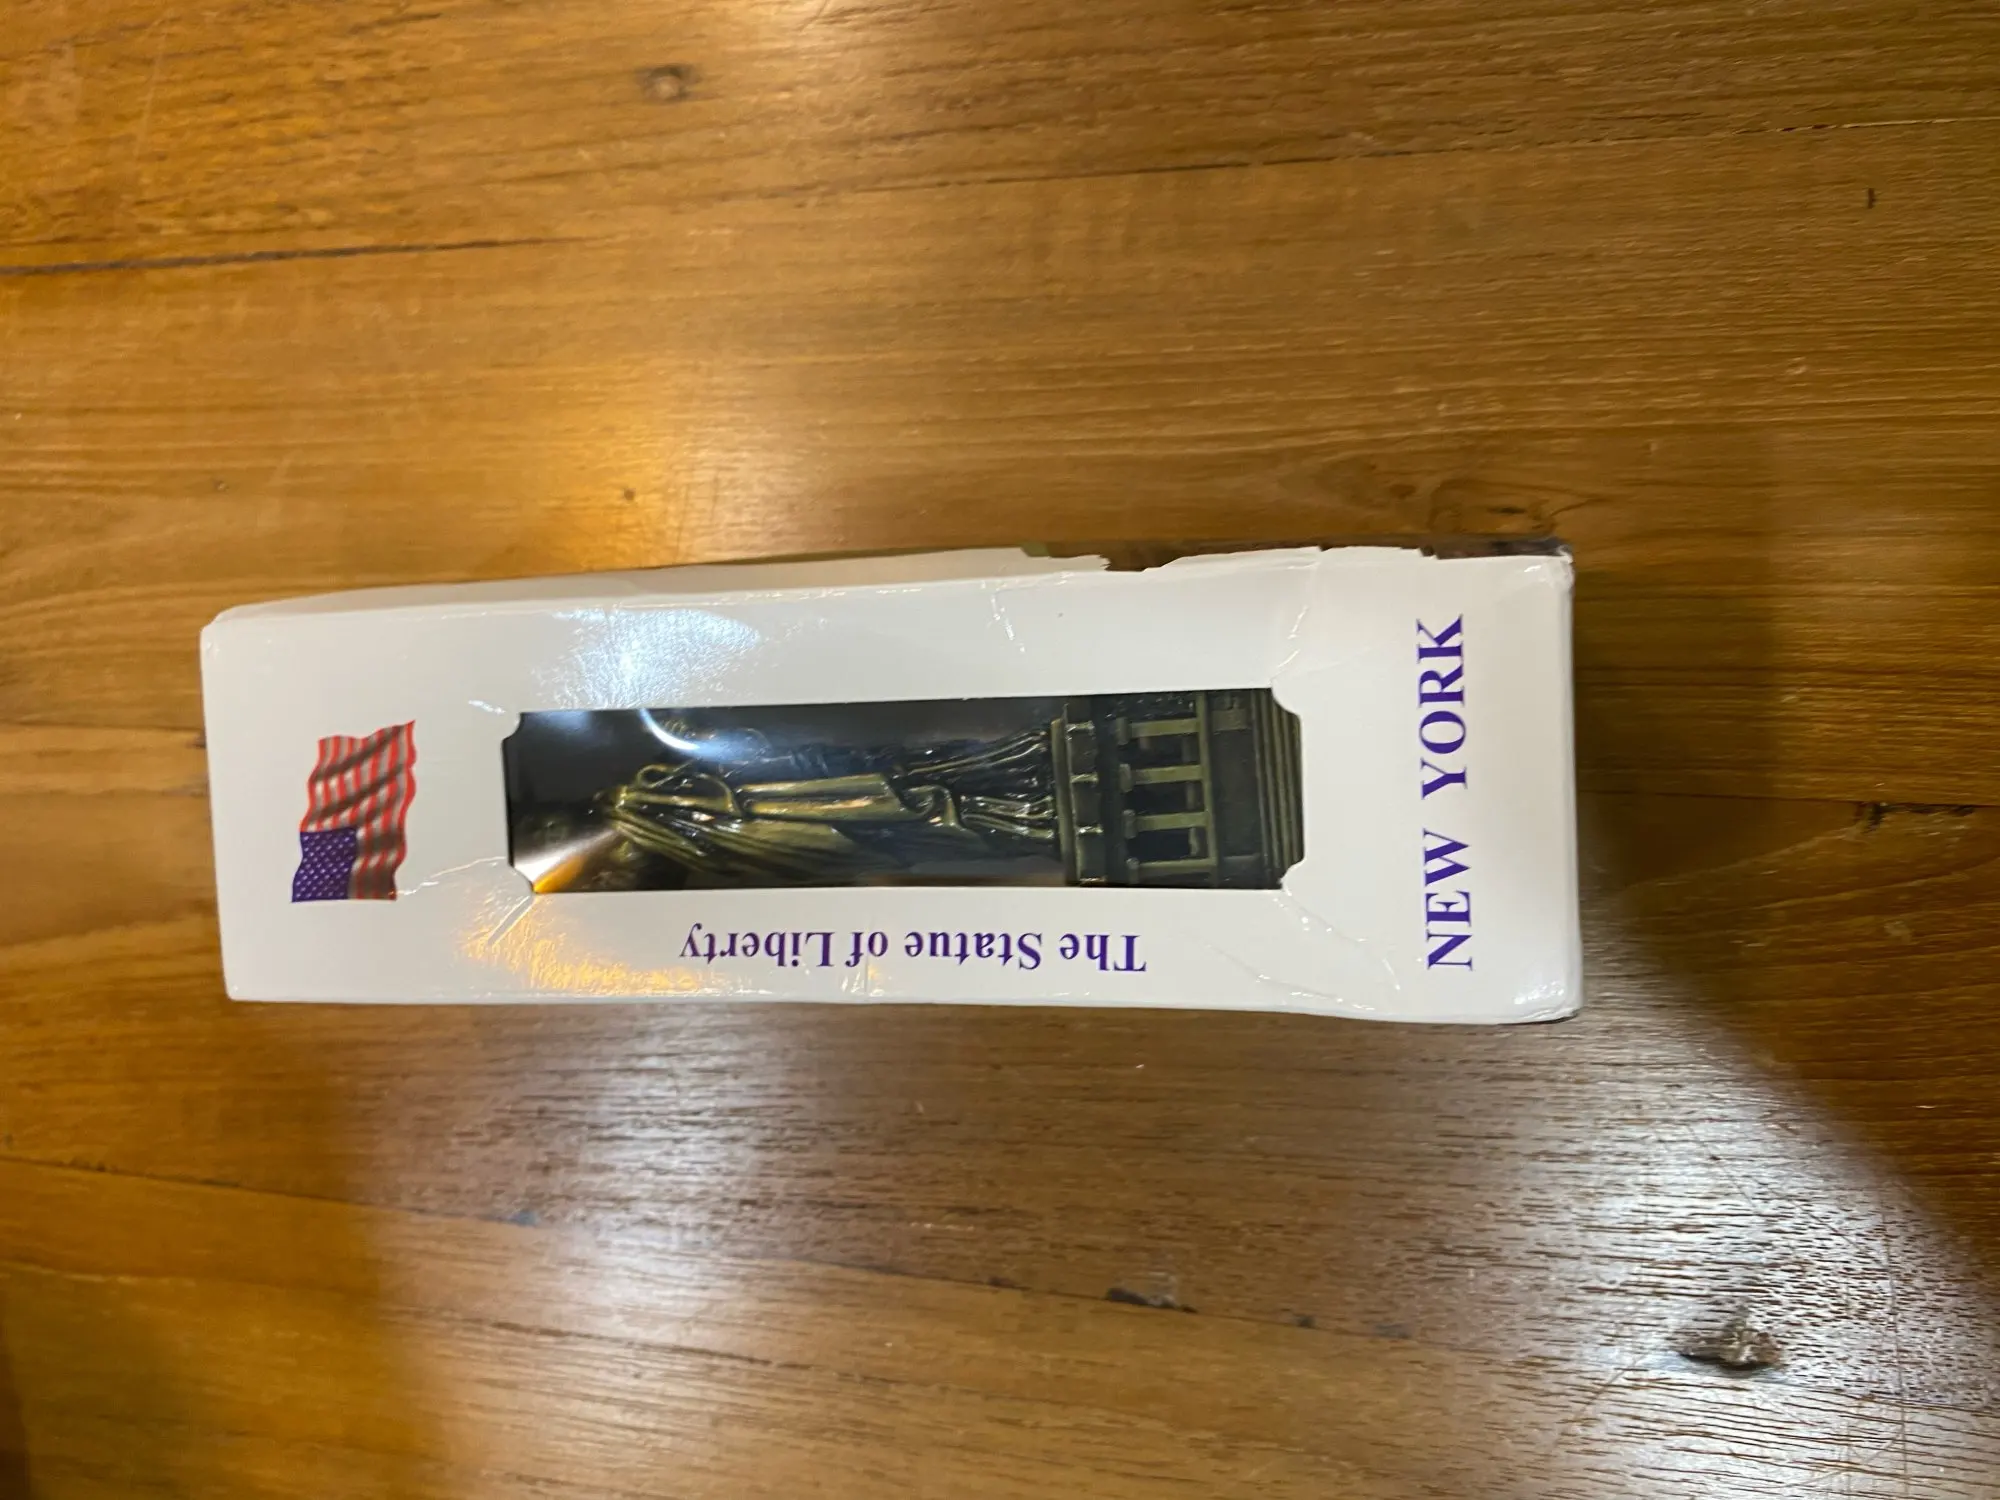 The Statue of Liberty
NEW YORK